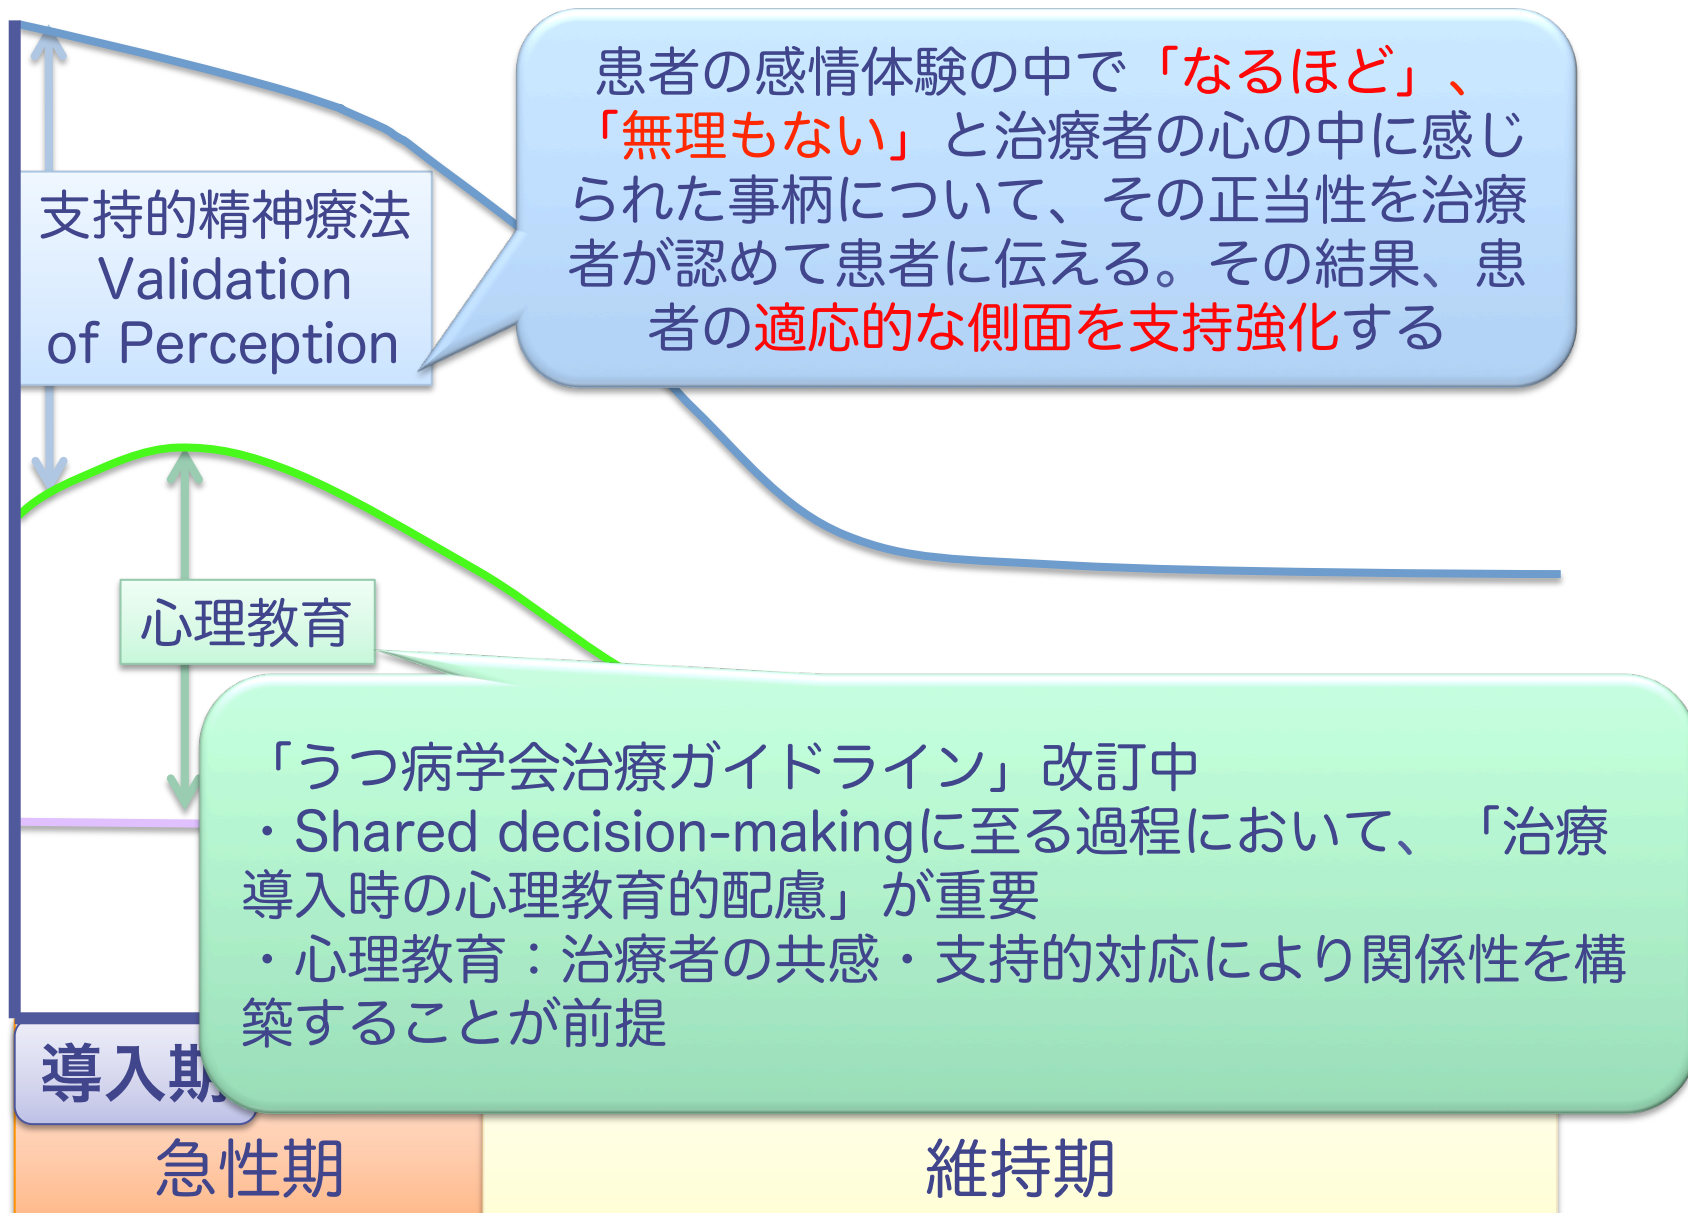 患者の感情体験の中で「なるほど」、
「無理もない」と治療者の心の中に感じ
られた事柄について、その正当性を治療
者が認めて患者に伝える。その結果、患
者の適応的な側面を支持強化する
支持的精神療法
Validation
of Perception
心理教育
「うつ病学会治療ガイドライン」改訂中
・Shared decision-makingに至る過程において、「治療
導入時の心理教育的配慮」が重要
・心理教育：治療者の共感・支持的対応により関係性を構
築することが前提
導入期
急性期
維持期